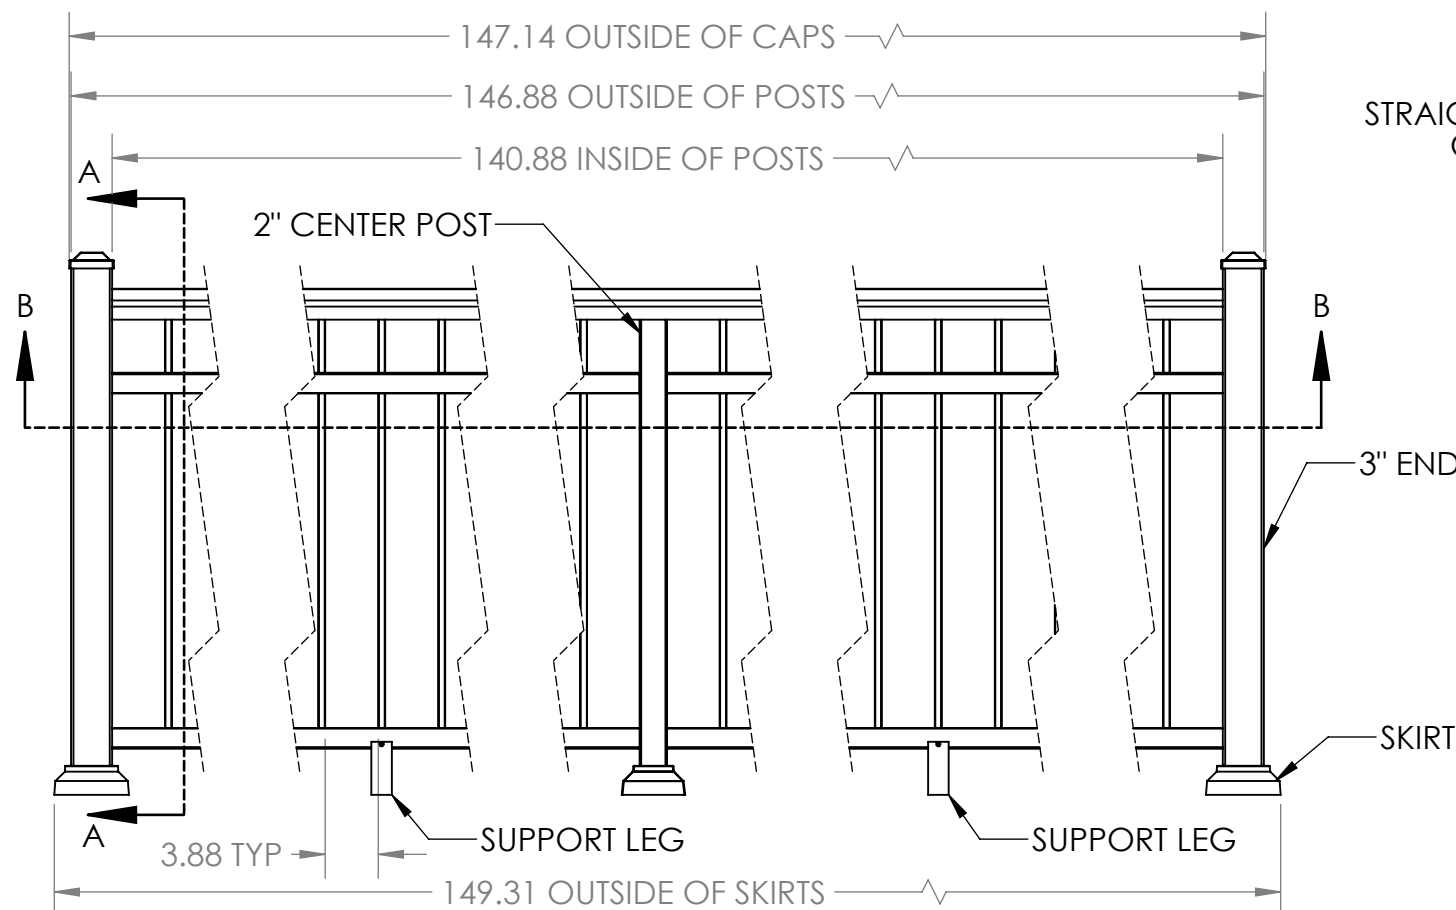 147.14 OUTSIDE OF CAPS
146.88 OUTSIDE OF POSTS
STRAIG
140.88 INSIDE OF POSTS
A
2" CENTER POST
B
B
3" END
SKIRT
SUPPORT LEG
SUPPORT LEG
A
3.88 TYP
149.31 OUTSIDE OF SKIRTS